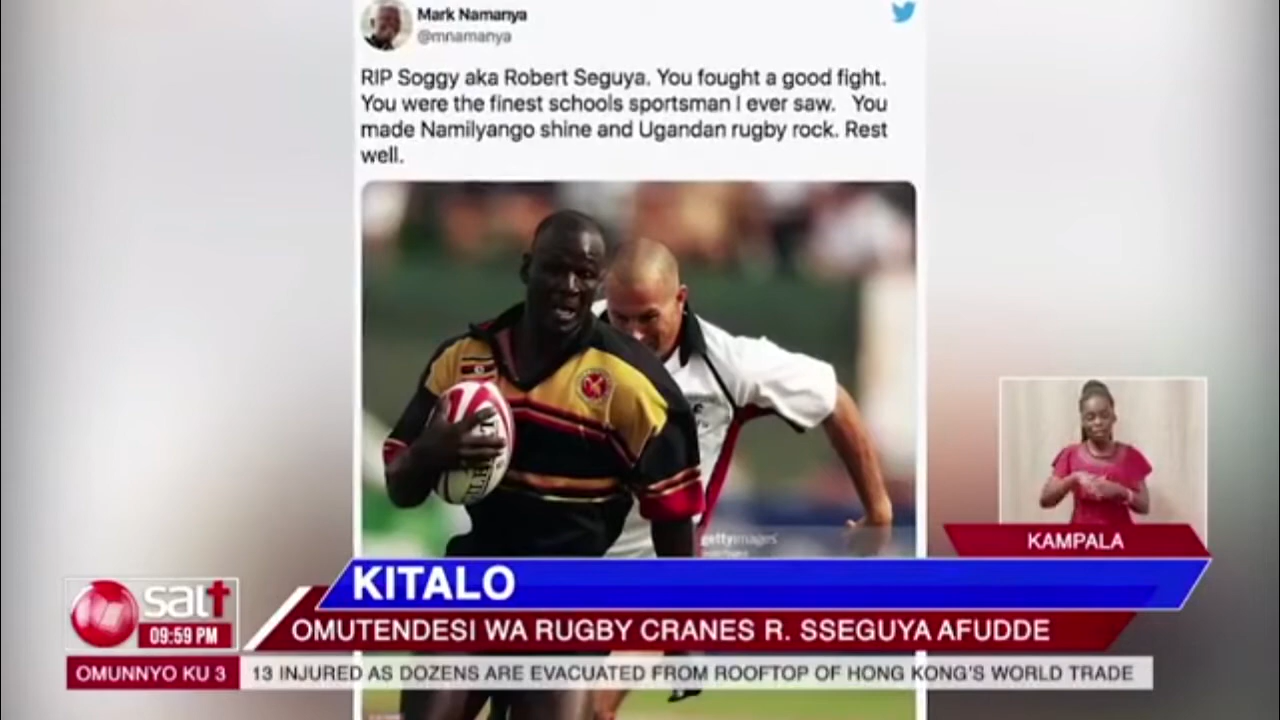 Mark Namanya
@mnamanya
RIP Soggy aka Robert Seguya. You fought a good fight.
You were the finest schools sportsman I ever saw. You
made Namilyango shine and Ugandan rugby rock. Rest
well.
gettyimages
KAMPALA
KITALO
OMUTENDESI WA RUGBY CRANES R. SSEGUYA AFUDDE
salt
09:59 PM
OMUNNYO KU 3
13 INJURED AS DOZENS ARE EVACUATED FROM ROOFTOP OF HONG KONG'S WORLD TRADE